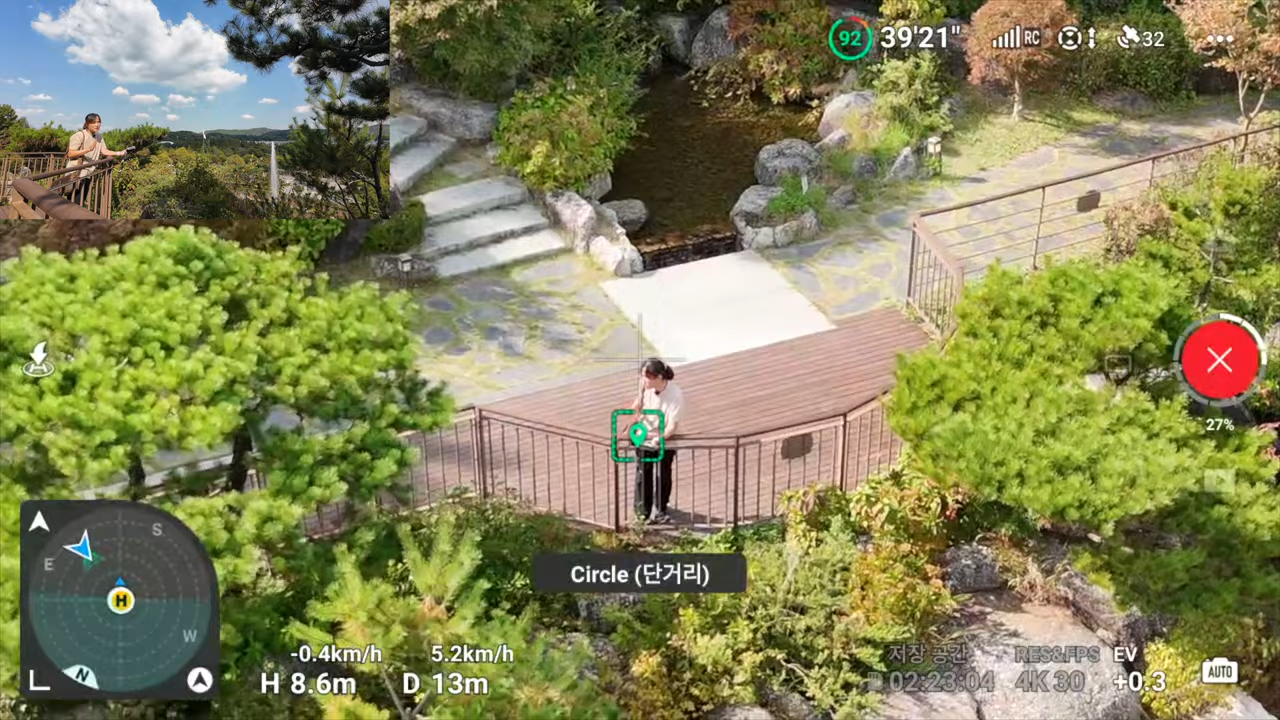 92 39'21" RC 32
27%
S
E
H
W
N
Circle (단거리)
-0.4km/h 5.2km/h
H 8.6m D 13m
저장 공간 RES&FPS EV
02:23:04 4K 30 +0.3
AUTO